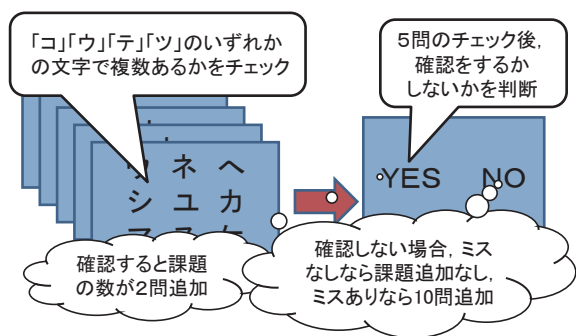 「コ」「ウ」「テ」「ツ」のいずれか
の文字で複数あるかをチェック
５問のチェック後，
確認をするか
しないかを判断
ネ ヘ
シ ユ カ
YES NO
確認すると課題
の数が２問追加
確認しない場合，ミス
なしなら課題追加なし，
ミスありなら10問追加